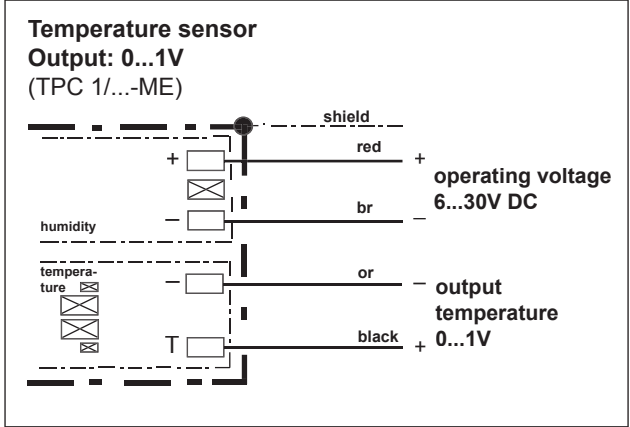 Temperature sensor
Output: 0...1V
(TPC 1/...-ME)
shield
+ red +
operating voltage
6...30V DC
– br –
humidity
tempera-
ture
– or –
output
temperature
0...1V
T black +